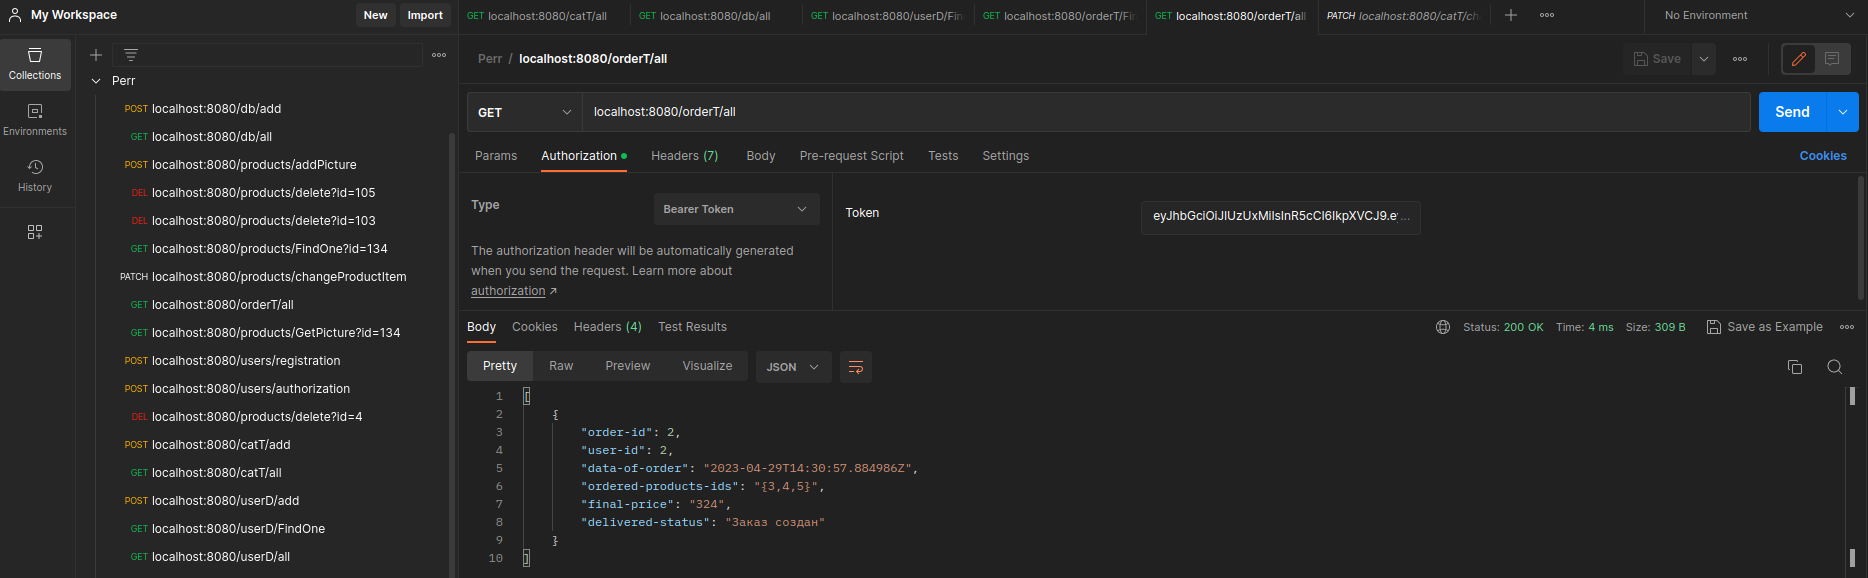 My Workspace
New
Import
GET localhost:8080/catT/all
GET localhost:8080/db/all
GET localhost:8080/userD/Fin
GET localhost:8080/orderT/Fir
GET localhost:8080/orderT/all
PATCH localhost:8080/catT/ch
No Environment
Collections
Environments
History
Perr
POST localhost:8080/db/add
GET localhost:8080/db/all
POST localhost:8080/products/addPicture
DEL localhost:8080/products/delete?id=105
DEL localhost:8080/products/delete?id=103
GET localhost:8080/products/FindOne?id=134
PATCH localhost:8080/products/changeProductItem
GET localhost:8080/orderT/all
GET localhost:8080/products/GetPicture?id=134
POST localhost:8080/users/registration
POST localhost:8080/users/authorization
DEL localhost:8080/products/delete?id=4
POST localhost:8080/catT/add
GET localhost:8080/catT/all
POST localhost:8080/userD/add
GET localhost:8080/userD/FindOne
GET localhost:8080/userD/all
Perr / localhost:8080/orderT/all
Save
GET
localhost:8080/orderT/all
Send
Params
Authorization
Headers (7)
Body
Pre-request Script
Tests
Settings
Cookies
Type
Bearer Token
The authorization header will be automatically generated
when you send the request. Learn more about
authorization ↗
Token
eyJhbGciOiJIUzUxMiIsInR5cCI6IkpXVCJ9.e...
Body
Cookies
Headers (4)
Test Results
Status: 200 OK
Time: 4 ms
Size: 309 B
Save as Example
Pretty
Raw
Preview
Visualize
JSON
1 [
2 {
3 "order-id": 2,
4 "user-id": 2,
5 "data-of-order": "2023-04-29T14:30:57.884986Z",
6 "ordered-products-ids": "{3,4,5}",
7 "final-price": "324",
8 "delivered-status": "Заказ создан"
9 }
10 ]